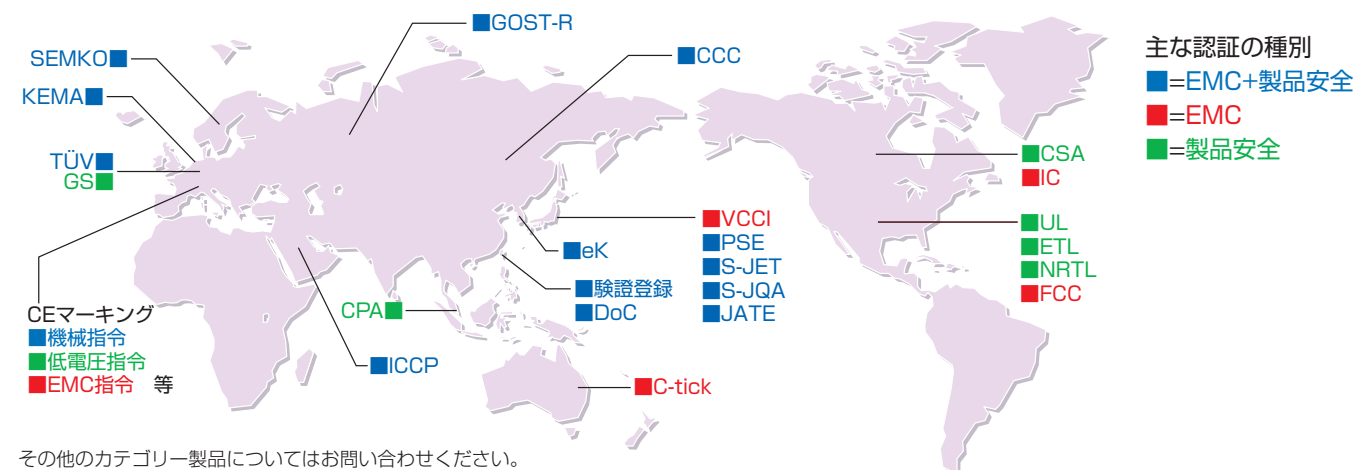 ■GOST-R
SEMKO■
KEMA■
TÜV■
GS■
CEマーキング
■機械指令
■低電圧指令
■EMC指令 等
■CCC
■eK
■験證登録
■DoC
CPA■
■ICCP
■VCCI
■PSE
■S-JET
■S-JQA
■JATE
■C-tick
■CSA
■IC
■UL
■ETL
■NRTL
■FCC
主な認証の種別
■=EMC+製品安全
■=EMC
■=製品安全
その他のカテゴリー製品についてはお問い合わせください。